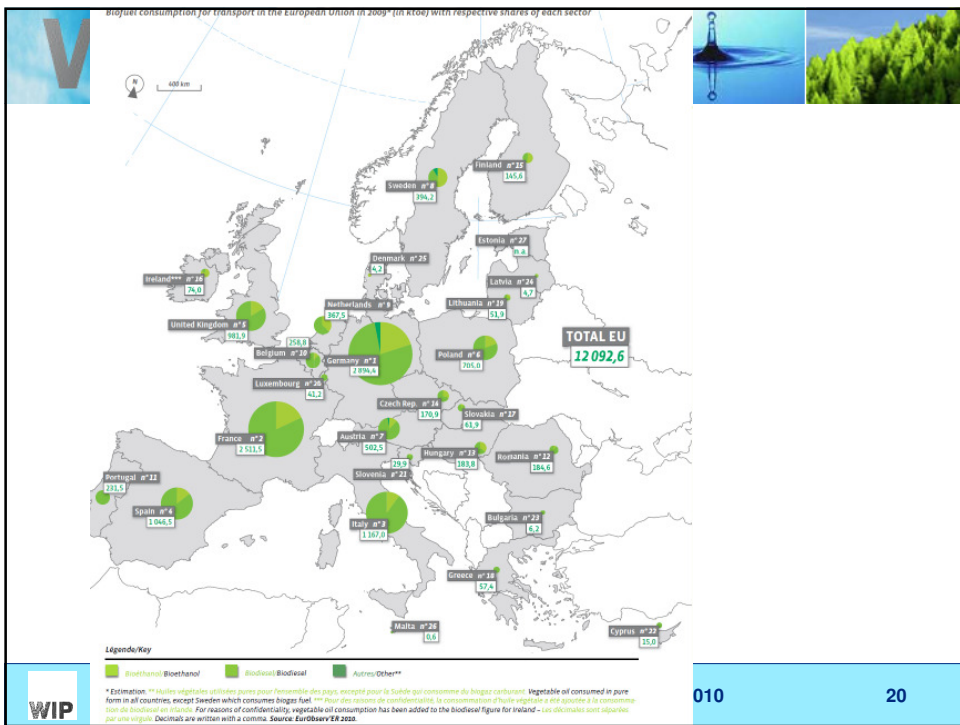 Biofuel consumption for transport in the European Union in 2009* (in ktoe) with respective shares of each sector
V
N
400 km
Finland n°15
145,6
Sweden n°8
394,2
Estonia n°27
n.a.
Denmark n°25
4,2
Ireland*** n°16
74,0
Latvia n°24
4,7
Lithuania n°19
51,9
Netherlands n°9
367,5
United Kingdom n°5
981,9
258,8
Belgium n°10
Germany n°1
2 894,4
Poland n°6
705,0
TOTAL EU
12 092,6
Luxembourg n°20
41,2
Czech Rep. n°14
170,9
Slovakia n°17
61,9
France n°2
2 511,5
Austria n°7
502,5
Hungary n°13
183,8
Romania n°12
184,6
29,9
Slovenia n°21
Portugal n°11
231,5
Spain n°4
1 046,5
Italy n°3
1 167,0
Bulgaria n°23
6,2
Greece n°18
57,4
Malta n°26
0,6
Cyprus n°22
15,0
Légende/Key
Bioéthanol/Bioethanol Biodiesel/Biodiesel Autres/Other**
* Estimation. ** Huiles végétales utilisées pures pour l'ensemble des pays, excepté pour la Suède qui consomme du biogaz carburant. Vegetable oil consumed in pure
form in all countries, except Sweden which consumes biogas fuel. *** Pour des raisons de confidentialité, la consommation d'huile végétale a été ajoutée à la consomma-
tion de biodiesel en Irlande. For reasons of confidentiality, vegetable oil consumption has been added to the biodiesel figure for Ireland – Les décimales sont séparées
par une virgule. Decimals are written with a comma. Source: EurObserv'ER 2010.
WIP
010
20